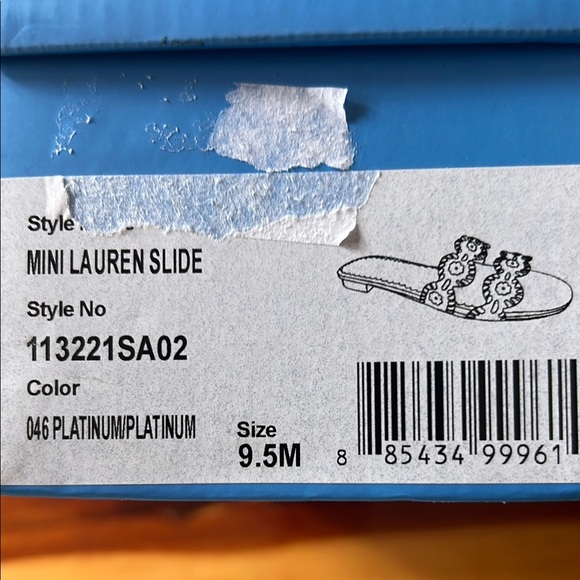 Style
MINI LAUREN SLIDE
Style No
113221SA02
Color
046 PLATINUM/PLATINUM
Size
9.5M
8 85434 99961